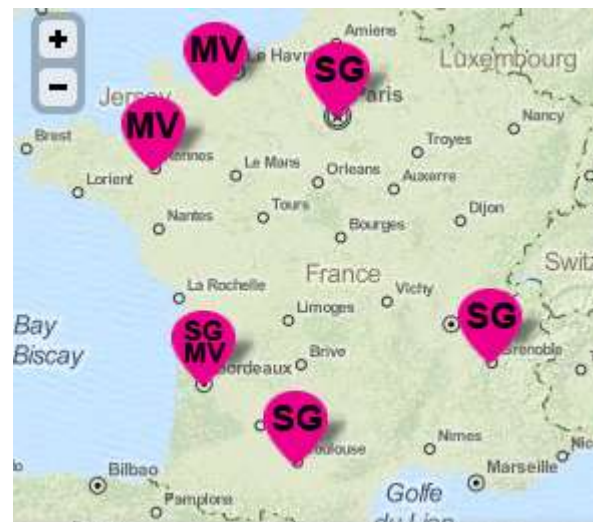 +
−
MV
Le Havr
Amiens
SG
Paris
Luxembourg
Jersey
MV
Rennes
Brest
Lorient
Le Mans
Orleans
Troyes
Nancy
Auxerre
Nantes
Tours
Bourges
Dijon
Switz
France
La Rochelle
Vichy
Limoges
Bay
Biscay
SG
MV
Bordeaux
Brive
SG
Grenoble
SG
Toulouse
Nimes
Nic
Marseille
Bilbao
Pamplona
Golfe
du Lion